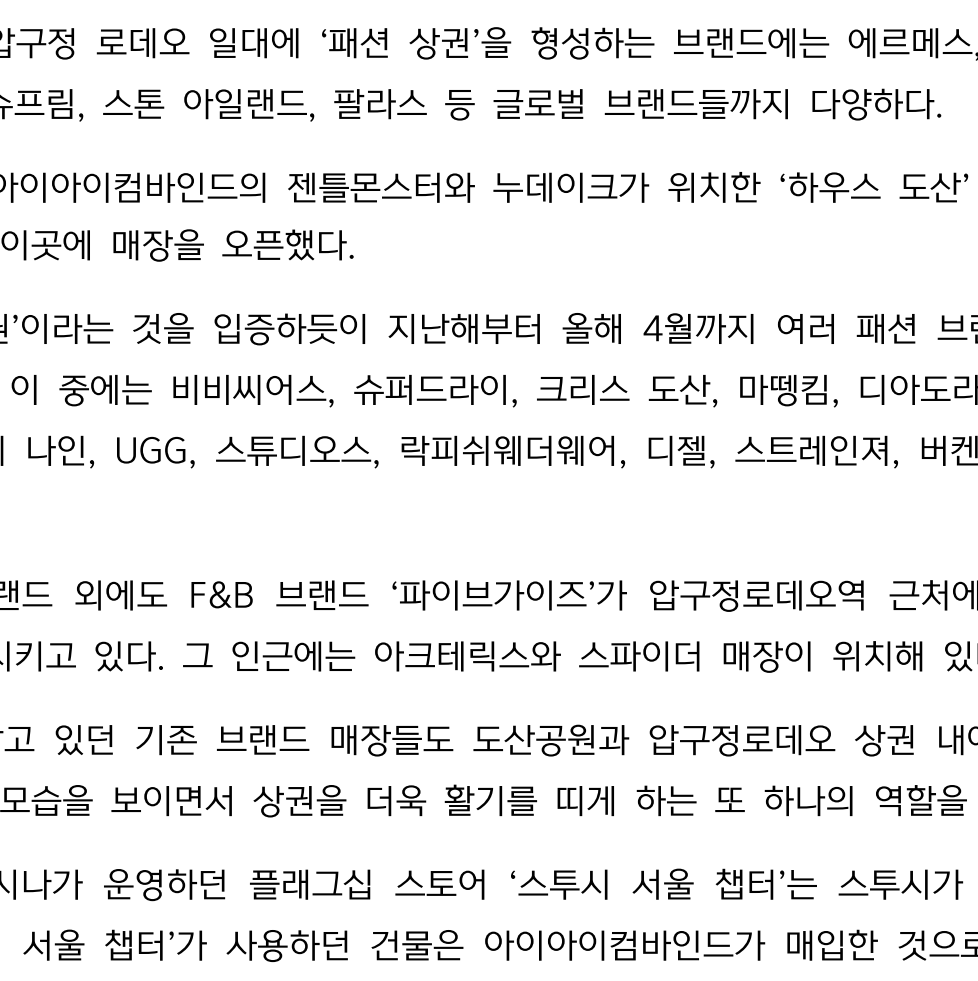 압구정 로데오 일대에 ‘패션 상권’을 형성하는 브랜드에는 에르메스,
슈프림, 스톤 아일랜드, 팔라스 등 글로벌 브랜드들까지 다양하다.
아이아이컴바인드의 젠틀몬스터와 누데이크가 위치한 ‘하우스 도산’
이곳에 매장을 오픈했다.
권’이라는 것을 입증하듯이 지난해부터 올해 4월까지 여러 패션
이 중에는 비비씨어스, 슈퍼드라이, 크리스 도산, 마뗑킴, 디아도라
나인, UGG, 스튜디오스, 락피쉬웨더웨어, 디젤, 스트레인져, 버켄
랜드 외에도 F&B 브랜드 ‘파이브가이즈’가 압구정로데오역 근처에
시키고 있다. 그 인근에는 아크테릭스와 스파이더 매장이 위치해 있
고 있던 기존 브랜드 매장들도 도산공원과 압구정로데오 상권
모습을 보이면서 상권을 더욱 활기를 띠게 하는 또 하나의 역할을
시나가 운영하던 플래그십 스토어 ‘스투시 서울 챕터’는 스투시가
서울 챕터’가 사용하던 건물은 아이아이컴바인드가 매입한 것으로